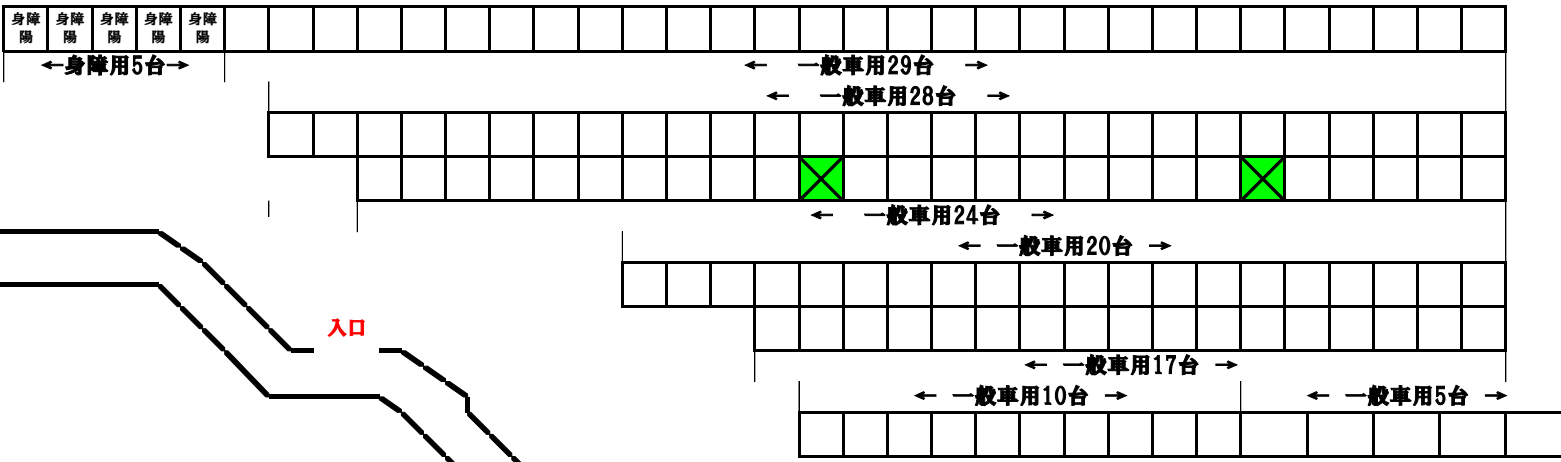 身障 身障 身障 身障 身障
陽 陽 陽 陽 陽
←身障用5台→
← 一般車用29台 →
← 一般車用28台 →
← 一般車用24台 →
← 一般車用20台 →
入口
← 一般車用17台 →
← 一般車用10台 → ← 一般車用5台 →